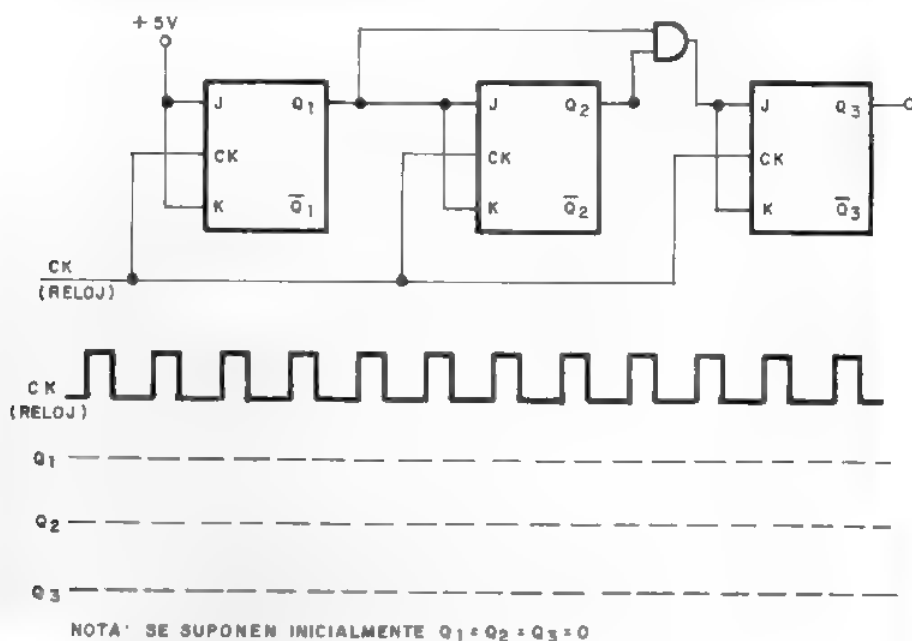 +5V
J Q₁ J Q₂ J Q₃
CK CK CK
K Q̅₁ K Q̅₂ K Q̅₃
CK
(RELOJ)
CK
(RELOJ)
Q₁
Q₂
Q₃
NOTA: SE SUPONEN INICIALMENTE Q₁=Q₂=Q₃=0